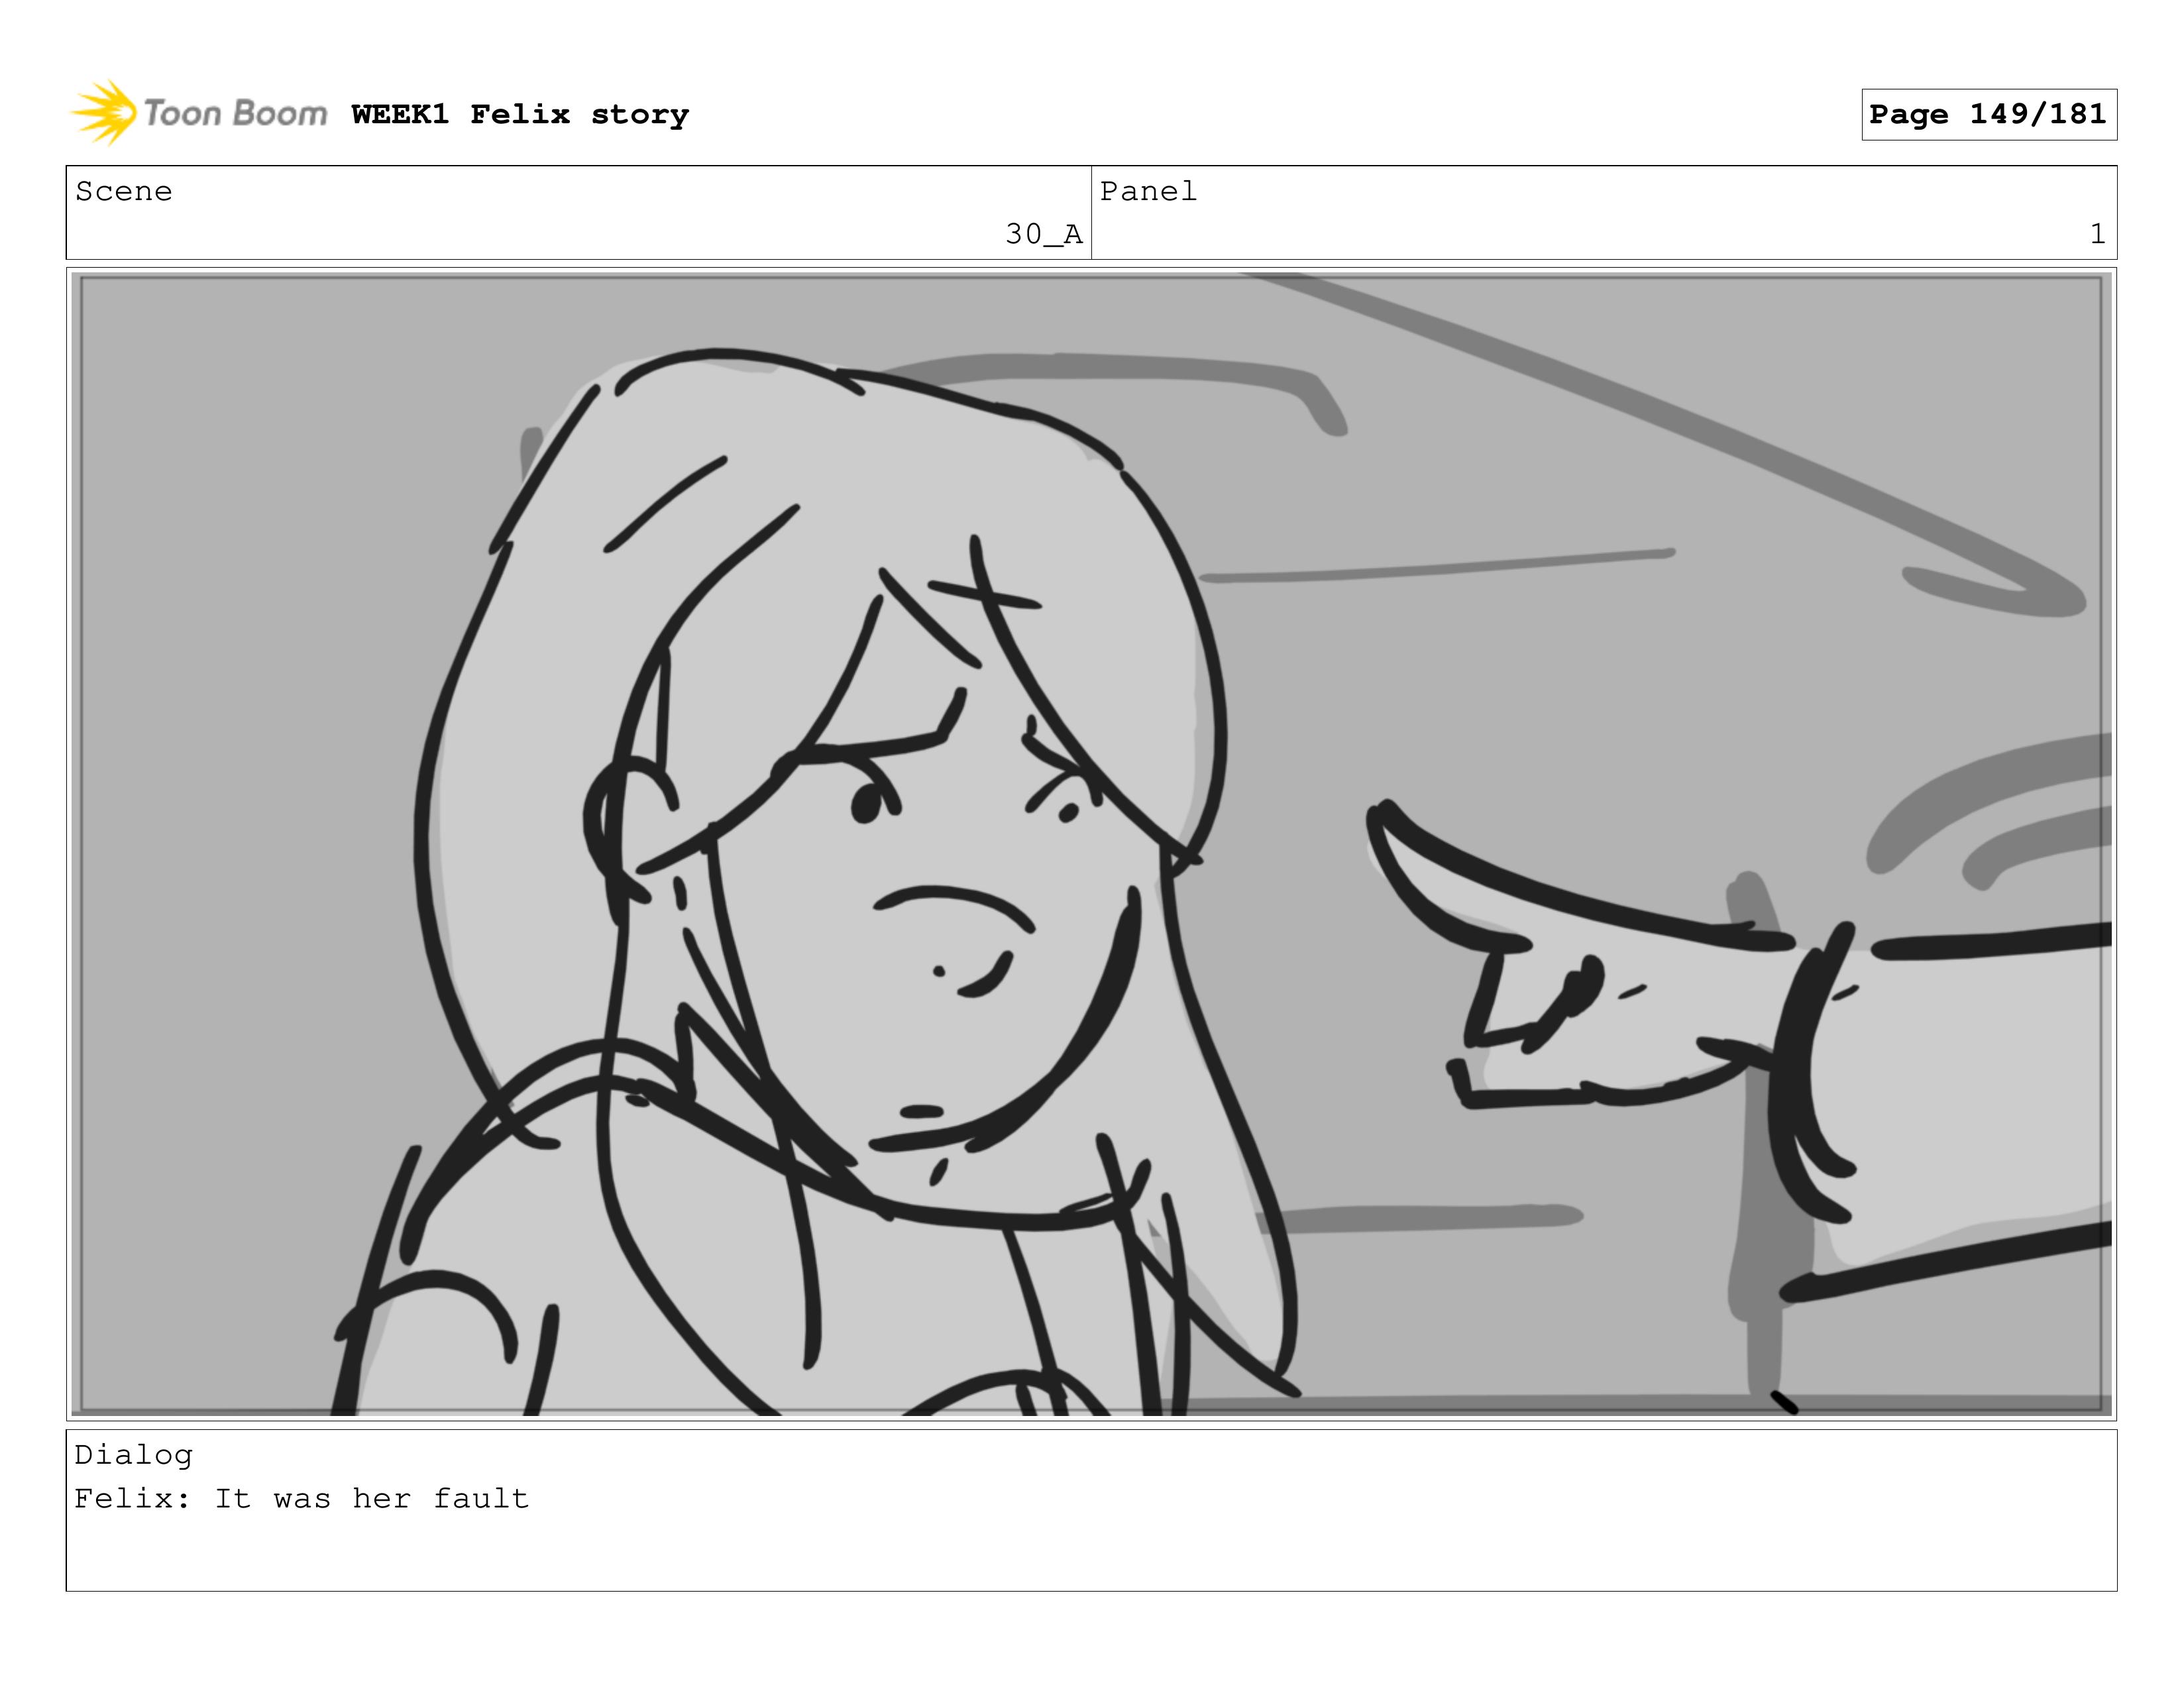 Toon Boom WEEK1 Felix story
Page 149/181
Scene
30_A
Panel
1
Dialog
Felix: It was her fault